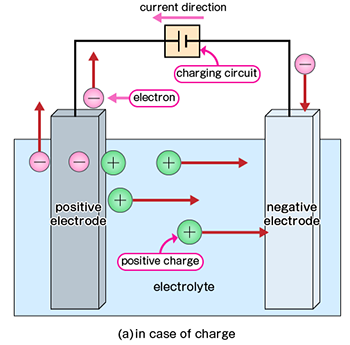 current direction
charging circuit
electron
positive
electrode
negative
electrode
positive charge
electrolyte
(a) in case of charge